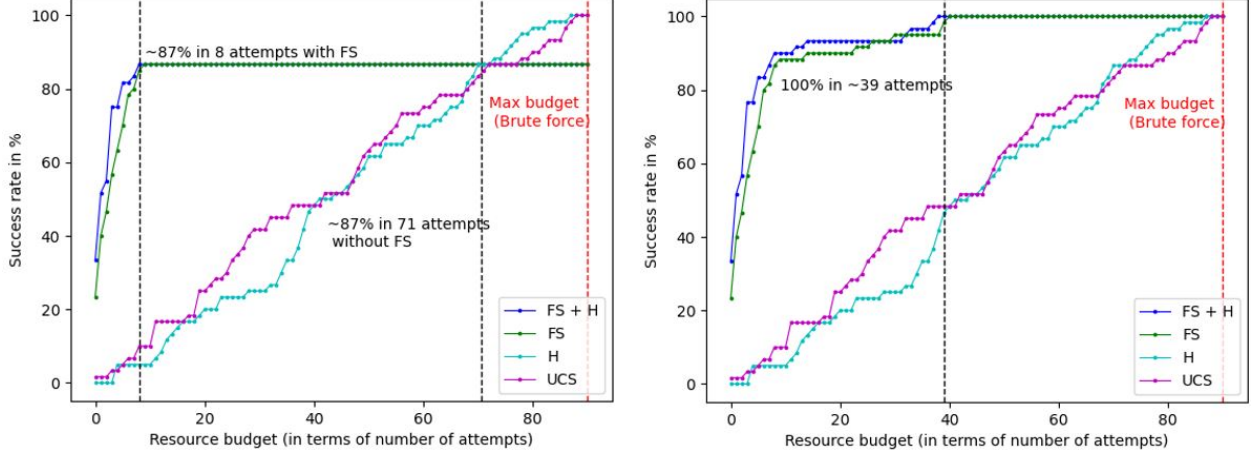 100
80
60
40
20
0
Success rate in %
~87% in 8 attempts with FS
Max budget
(Brute force)
~87% in 71 attempts
without FS
FS + H
FS
H
UCS
0 20 40 60 80
Resource budget (in terms of number of attempts)
100
80
60
40
20
0
Success rate in %
100% in ~39 attempts
Max budget
(Brute force)
FS + H
FS
H
UCS
0 20 40 60 80
Resource budget (in terms of number of attempts)